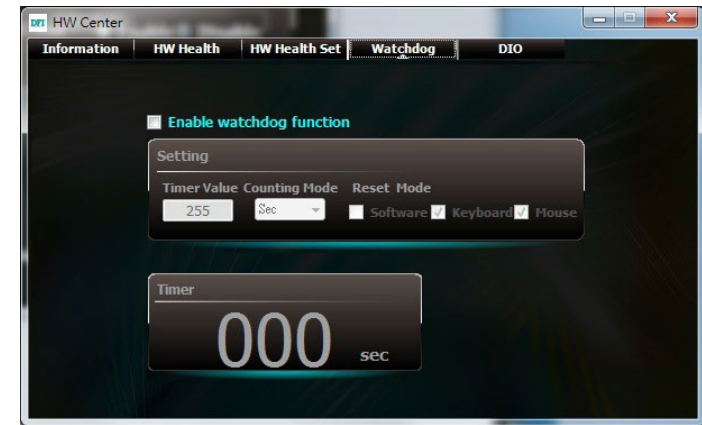 DFI HW Center
Information HW Health HW Health Set Watchdog DIO
Enable watchdog function
Setting
Timer Value Counting Mode Reset Mode
255 Sec Software Keyboard Mouse
Timer
000 sec